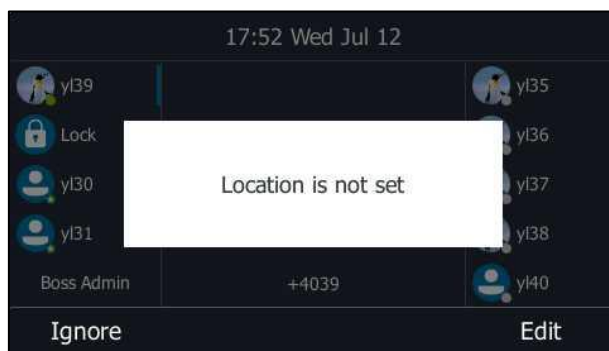 17:52 Wed Jul 12
yl39
yl35
Lock
yl36
yl30
Location is not set
yl37
yl31
yl38
Boss Admin
+4039
yl40
Ignore
Edit